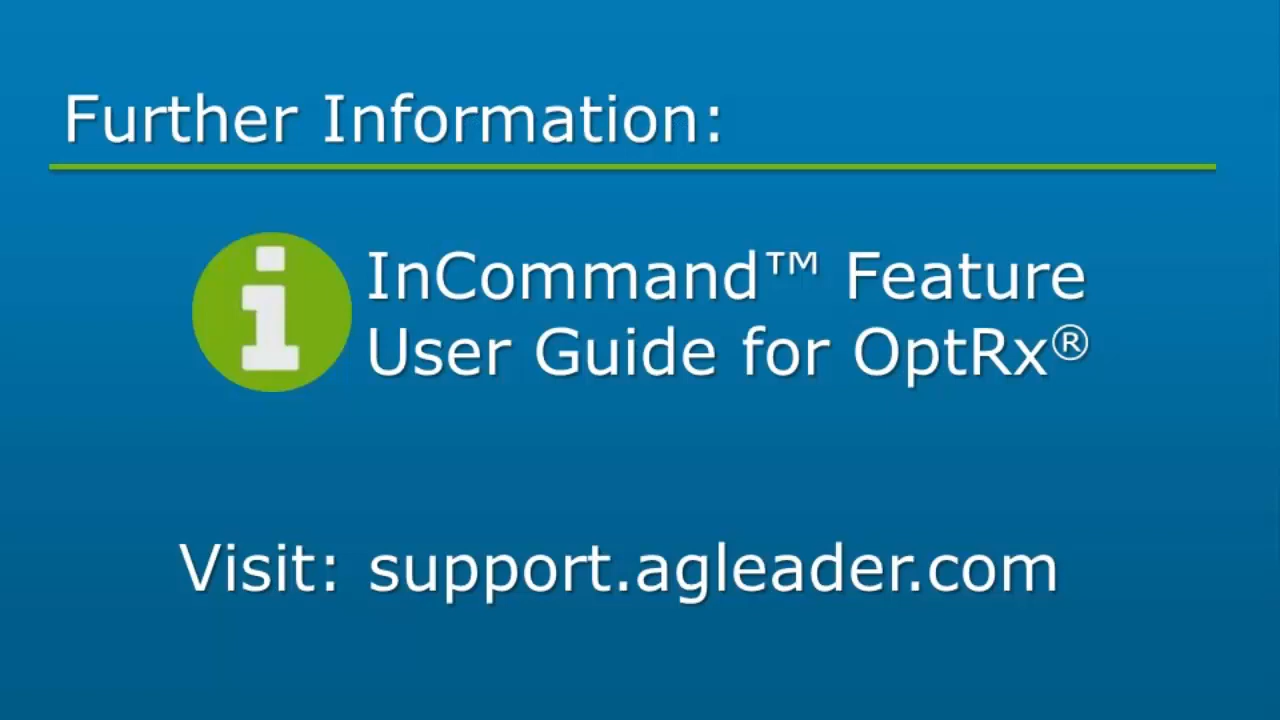 Further Information:
InCommand™ Feature
User Guide for OptRx®
Visit: support.agleader.com